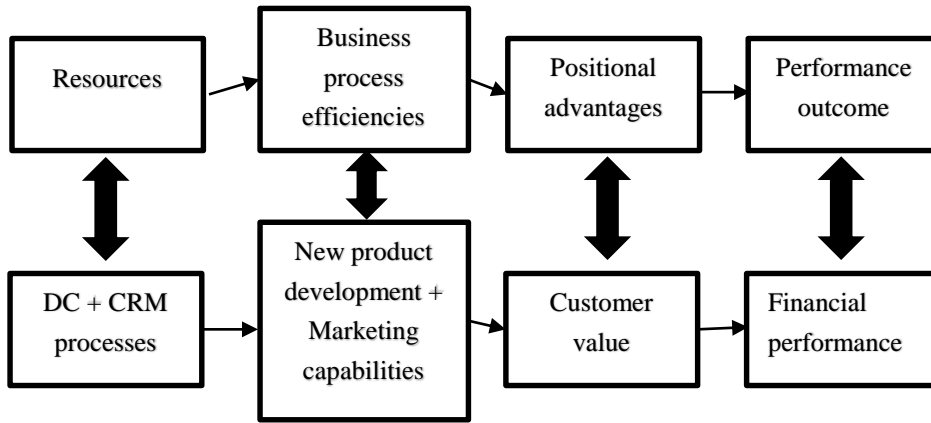 Resources
Business
process
efficiencies
Positional
advantages
Performance
outcome
DC + CRM
processes
New product
development +
Marketing
capabilities
Customer
value
Financial
performance